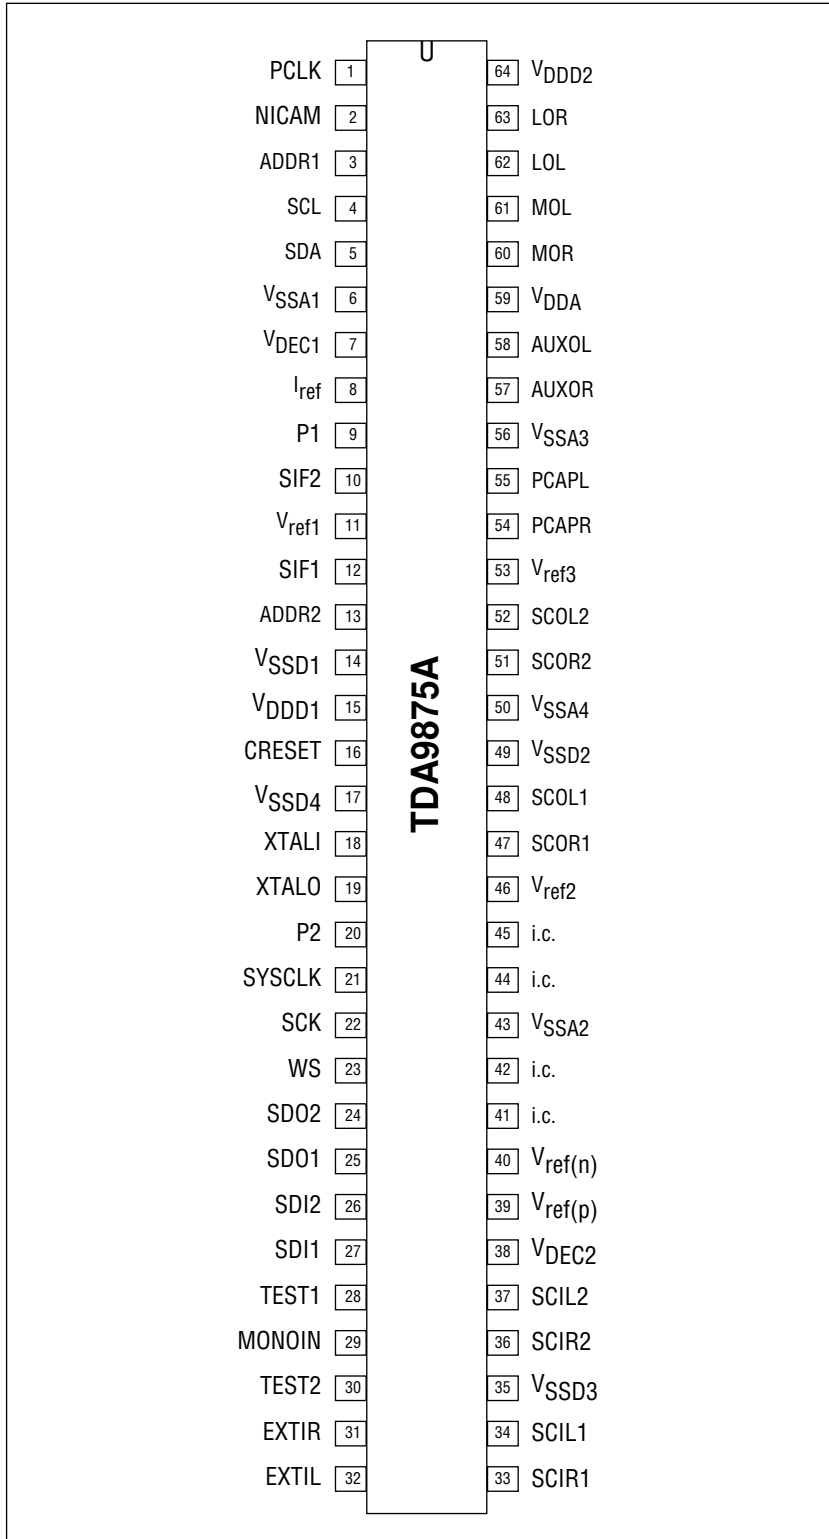 PCLK 1 64 VDDD2
NICAM 2 63 LOR
ADDR1 3 62 LOL
SCL 4 61 MOL
SDA 5 60 MOR
VSSA1 6 59 VDDA
VDEC1 7 58 AUXOL
Iref 8 57 AUXOR
P1 9 56 VSSA3
SIF2 10 55 PCAPL
Vref1 11 54 PCAPR
SIF1 12 53 Vref3
ADDR2 13 52 SCOL2
VSSD1 14 51 SCOR2
VDDD1 15 50 VSSA4
CRESET 16 49 VSSD2
VSSD4 17 48 SCOL1
XTALI 18 47 SCOR1
XTALO 19 46 Vref2
P2 20 45 i.c.
SYSCLK 21 44 i.c.
SCK 22 43 VSSA2
WS 23 42 i.c.
SDO2 24 41 i.c.
SDO1 25 40 Vref(n)
SDI2 26 39 Vref(p)
SDI1 27 38 VDEC2
TEST1 28 37 SCIL2
MONOIN 29 36 SCIR2
TEST2 30 35 VSSD3
EXTIR 31 34 SCIL1
EXTIL 32 33 SCIR1
TDA9875A